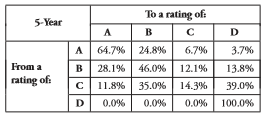 5-Year To a rating of:
A B C D
From a rating of:
A 64.7% 24.8% 6.7% 3.7%
B 28.1% 46.0% 12.1% 13.8%
C 11.8% 35.0% 14.3% 39.0%
D 0.0% 0.0% 0.0% 100.0%